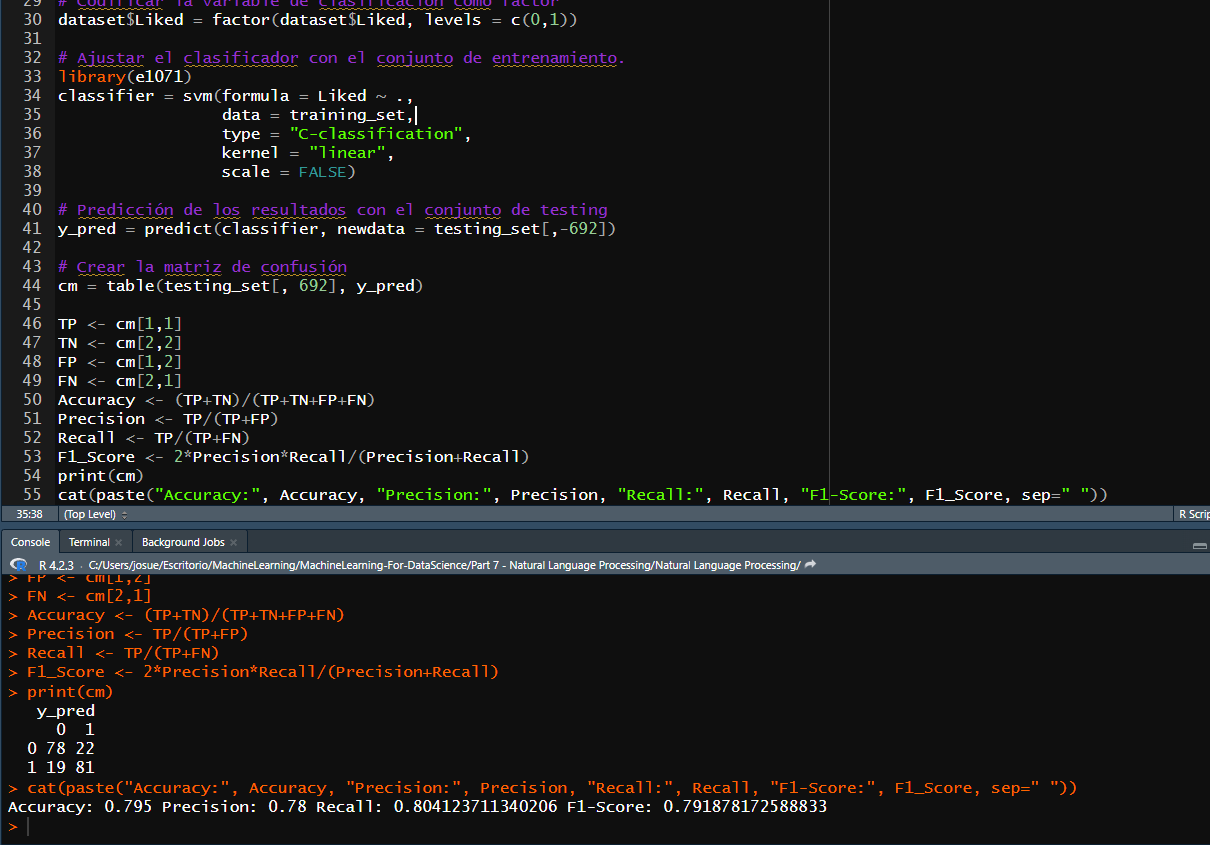 29 # Codificar la variable de clasificación como factor
30 dataset$Liked = factor(dataset$Liked, levels = c(0,1))
31
32 # Ajustar el clasificador con el conjunto de entrenamiento.
33 library(e1071)
34 classifier = svm(formula = Liked ~ .,
35 data = training_set,
36 type = "C-classification",
37 kernel = "linear",
38 scale = FALSE)
39
40 # Predicción de los resultados con el conjunto de testing
41 y_pred = predict(classifier, newdata = testing_set[,-692])
42
43 # Crear la matriz de confusión
44 cm = table(testing_set[, 692], y_pred)
45
46 TP <- cm[1,1]
47 TN <- cm[2,2]
48 FP <- cm[1,2]
49 FN <- cm[2,1]
50 Accuracy <- (TP+TN)/(TP+TN+FP+FN)
51 Precision <- TP/(TP+FP)
52 Recall <- TP/(TP+FN)
53 F1_Score <- 2*Precision*Recall/(Precision+Recall)
54 print(cm)
55 cat(paste("Accuracy:", Accuracy, "Precision:", Precision, "Recall:", Recall, "F1-Score:", F1_Score, sep=" "))
35:38 (Top Level) R Scrip
Console Terminal Background Jobs
R 4.2.3 · C:/Users/josue/Escritorio/MachineLearning/MachineLearning-For-DataScience/Part 7 - Natural Language Processing/Natural Language Processing/
> FP <- cm[1,2]
> FN <- cm[2,1]
> Accuracy <- (TP+TN)/(TP+TN+FP+FN)
> Precision <- TP/(TP+FP)
> Recall <- TP/(TP+FN)
> F1_Score <- 2*Precision*Recall/(Precision+Recall)
> print(cm)
y_pred
0 1
0 78 22
1 19 81
> cat(paste("Accuracy:", Accuracy, "Precision:", Precision, "Recall:", Recall, "F1-Score:", F1_Score, sep=" "))
Accuracy: 0.795 Precision: 0.78 Recall: 0.804123711340206 F1-Score: 0.791878172588833
>